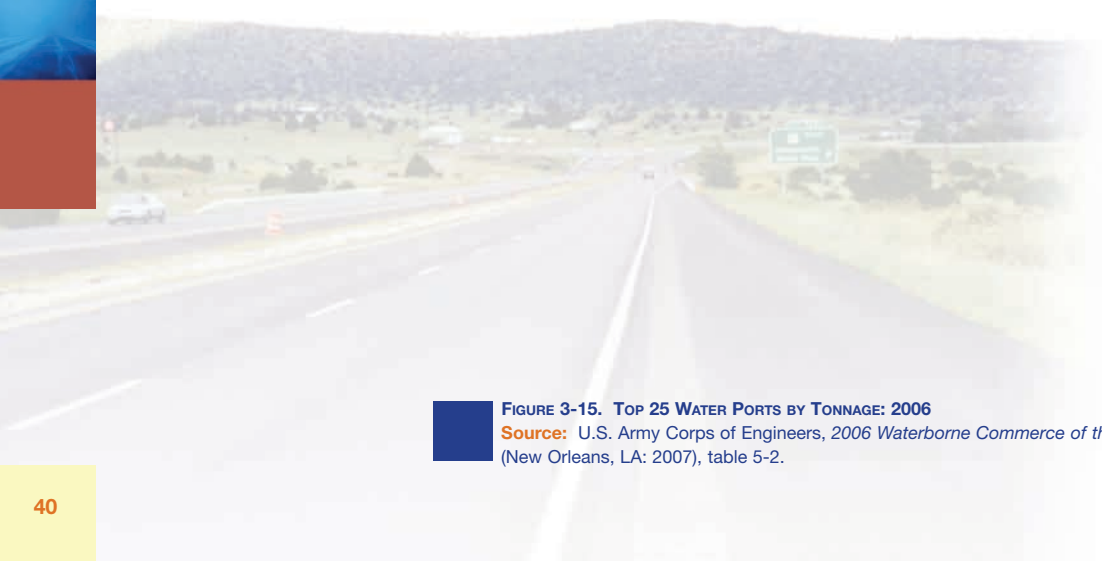 FIGURE 3-15. TOP 25 WATER PORTS BY TONNAGE: 2006
Source: U.S. Army Corps of Engineers, 2006 Waterborne Commerce of th
(New Orleans, LA: 2007), table 5-2.
40